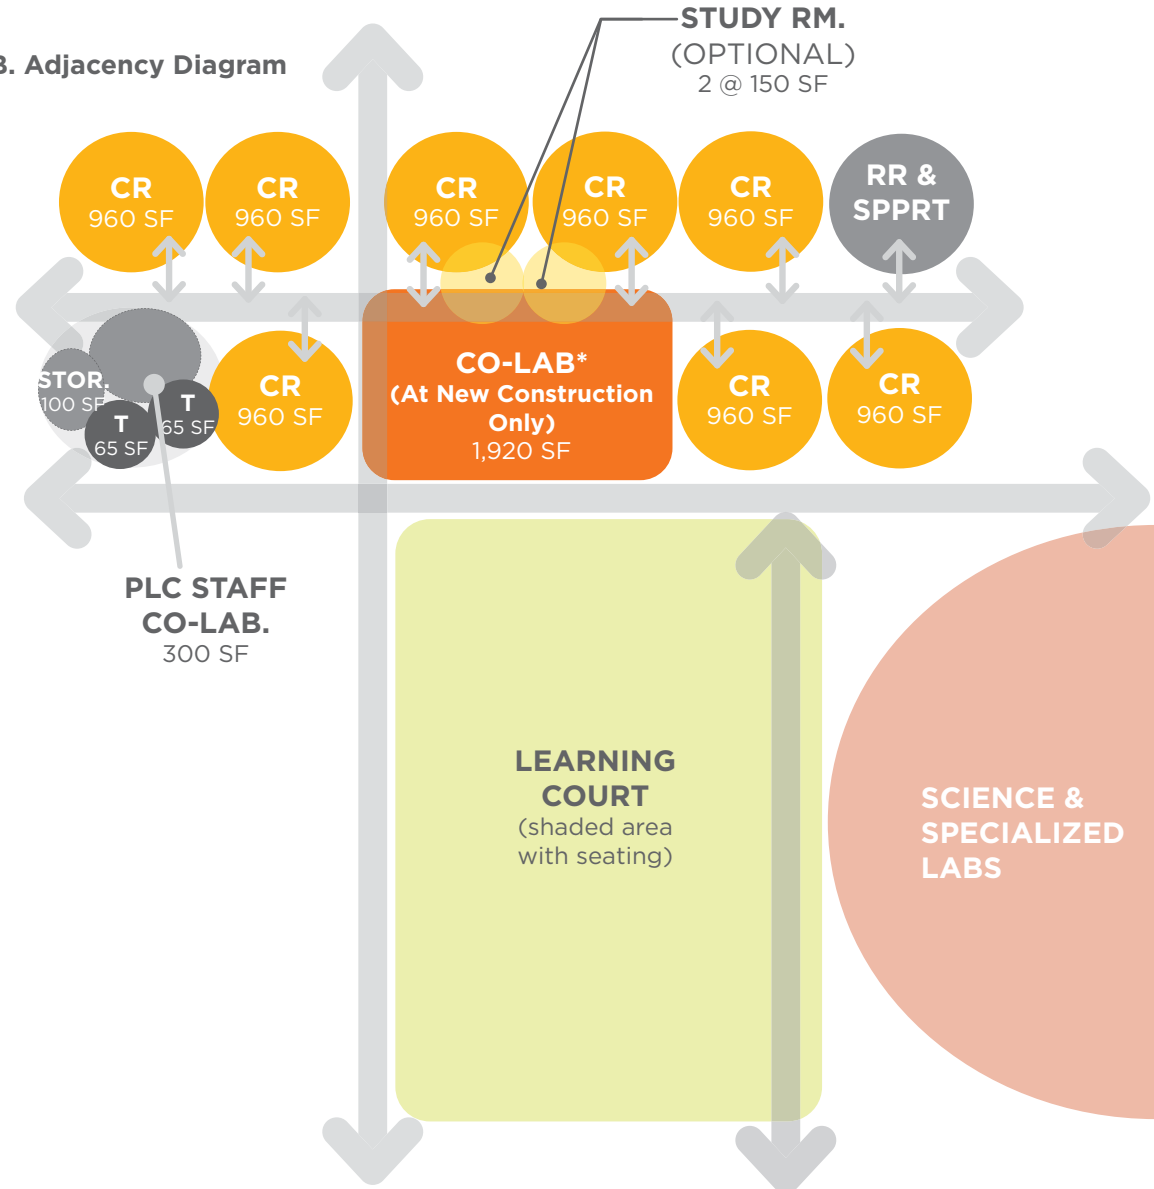 B. Adjacency Diagram
STUDY RM.
(OPTIONAL)
2 @ 150 SF
CR
960 SF
CR
960 SF
CR
960 SF
CR
960 SF
CR
960 SF
RR &
SPPRT
STOR.
100 SF
T
65 SF
T
65 SF
CR
960 SF
CO-LAB*
(At New Construction
Only)
1,920 SF
CR
960 SF
CR
960 SF
PLC STAFF
CO-LAB.
300 SF
LEARNING
COURT
(shaded area
with seating)
SCIENCE &
SPECIALIZED
LABS